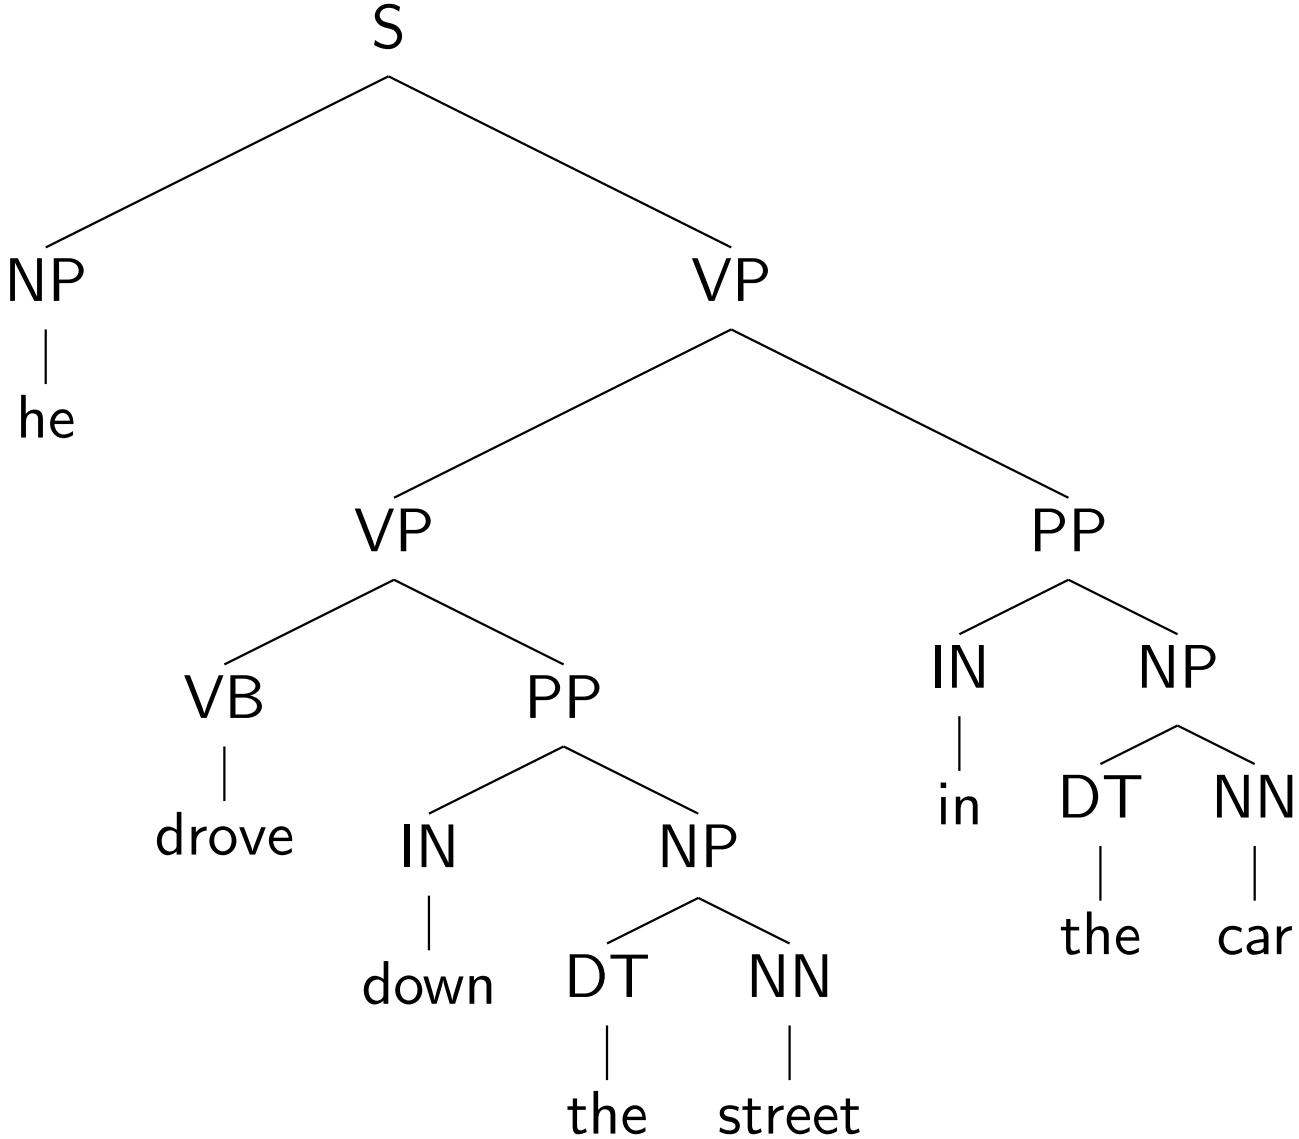 S
NP VP
he
VP PP
IN NP
VB PP
in DT NN
drove IN NP
the car
down DT NN
the street